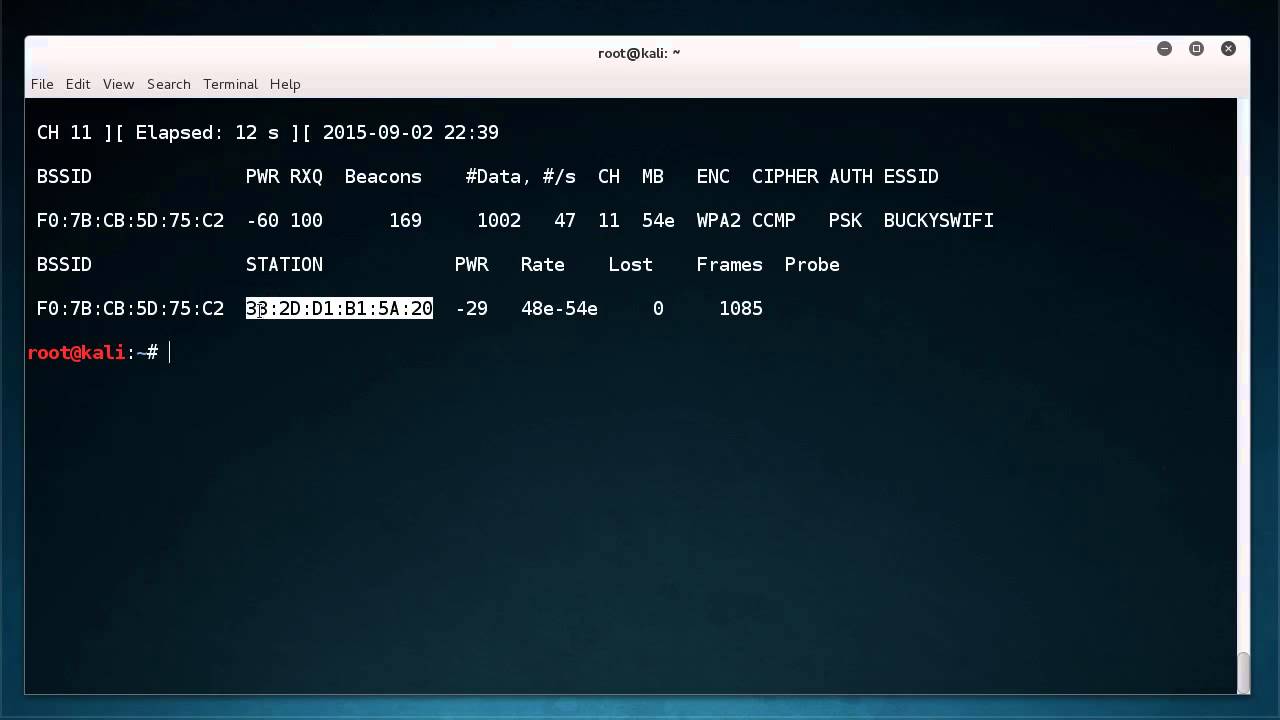 root@kali: ~
File Edit View Search Terminal Help
CH 11 ][ Elapsed: 12 s ][ 2015-09-02 22:39
BSSID PWR RXQ Beacons #Data, #/s CH MB ENC CIPHER AUTH ESSID
F0:7B:CB:5D:75:C2 -60 100 169 1002 47 11 54e WPA2 CCMP PSK BUCKYSWIFI
BSSID STATION PWR Rate Lost Frames Probe
F0:7B:CB:5D:75:C2 33:2D:D1:B1:5A:20 -29 48e-54e 0 1085
root@kali:~#